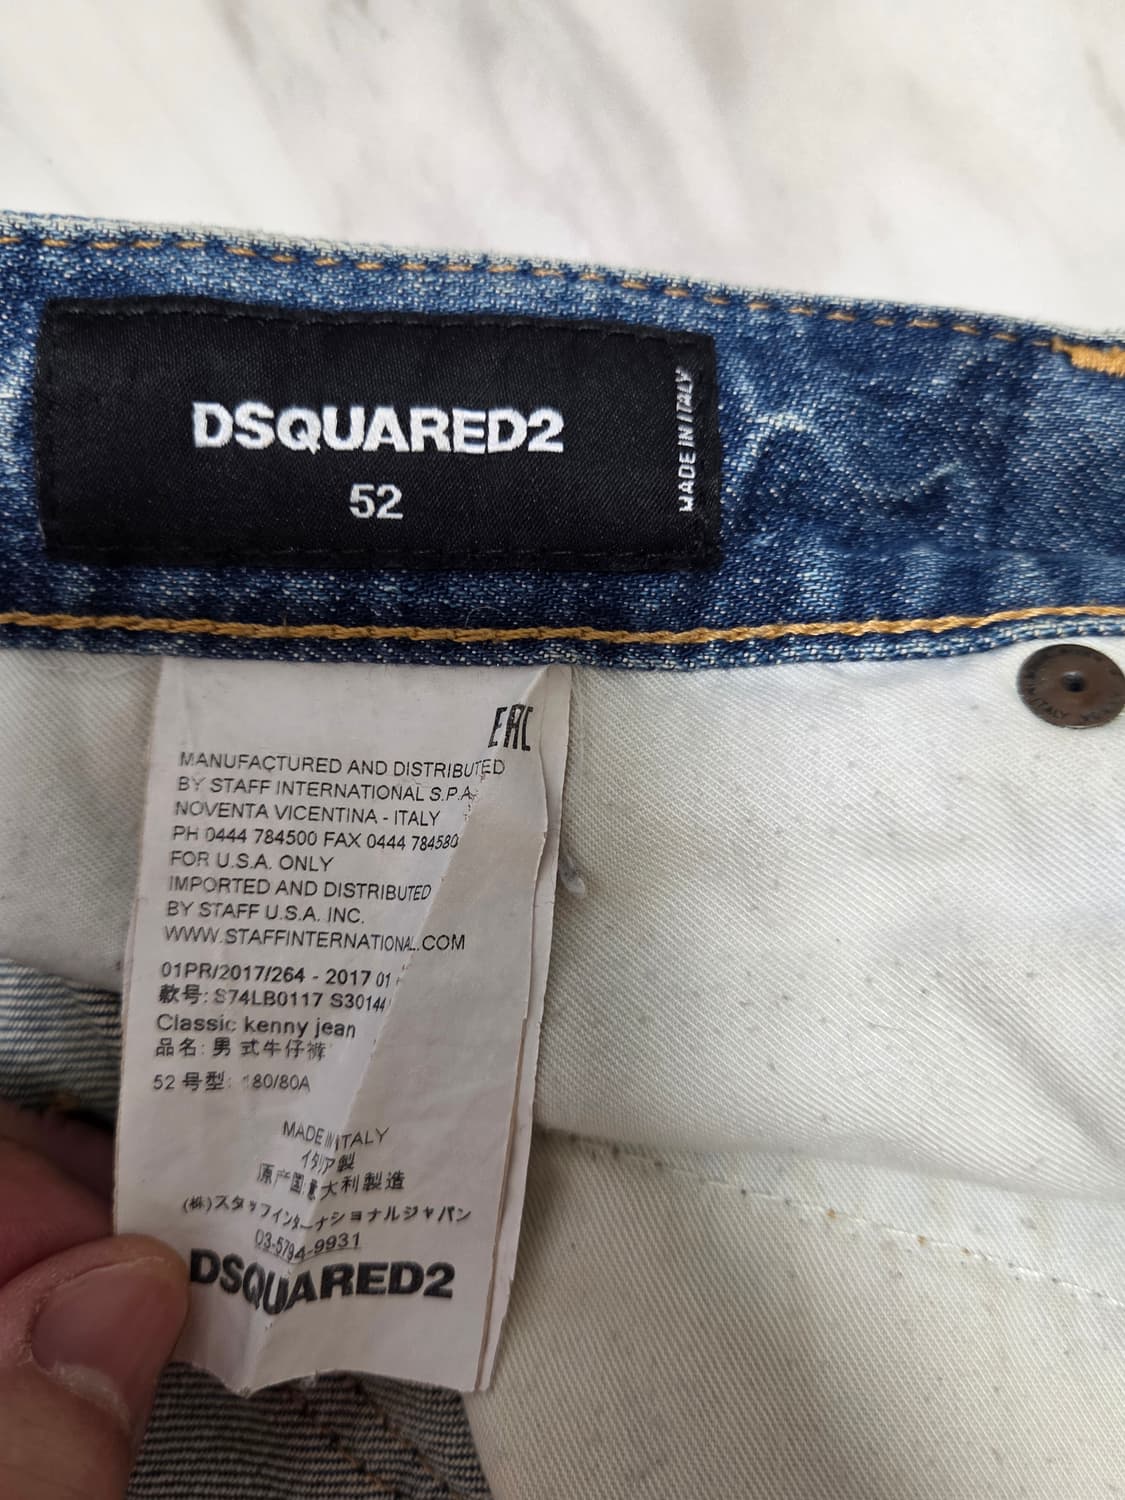 DSQUARED2
52
MADE IN ITALY
EAC
MANUFACTURED AND DISTRIBUTED
BY STAFF INTERNATIONAL S.P.A.
NOVENTA VICENTINA - ITALY
PH 0444 784500 FAX 0444 784580
FOR U.S.A. ONLY
IMPORTED AND DISTRIBUTED
BY STAFF U.S.A. INC.
WWW.STAFFINTERNATIONAL.COM
01PR/2017/264 - 2017 01
款号: S74LB0117 S30144
Classic kenny jean
品名: 男式牛仔裤
52 号型: 180/80A
MADE IN ITALY
イタリア製
原产国意大利製造
(株)スタッフインターナショナルジャパン
03-5794-9931
DSQUARED2